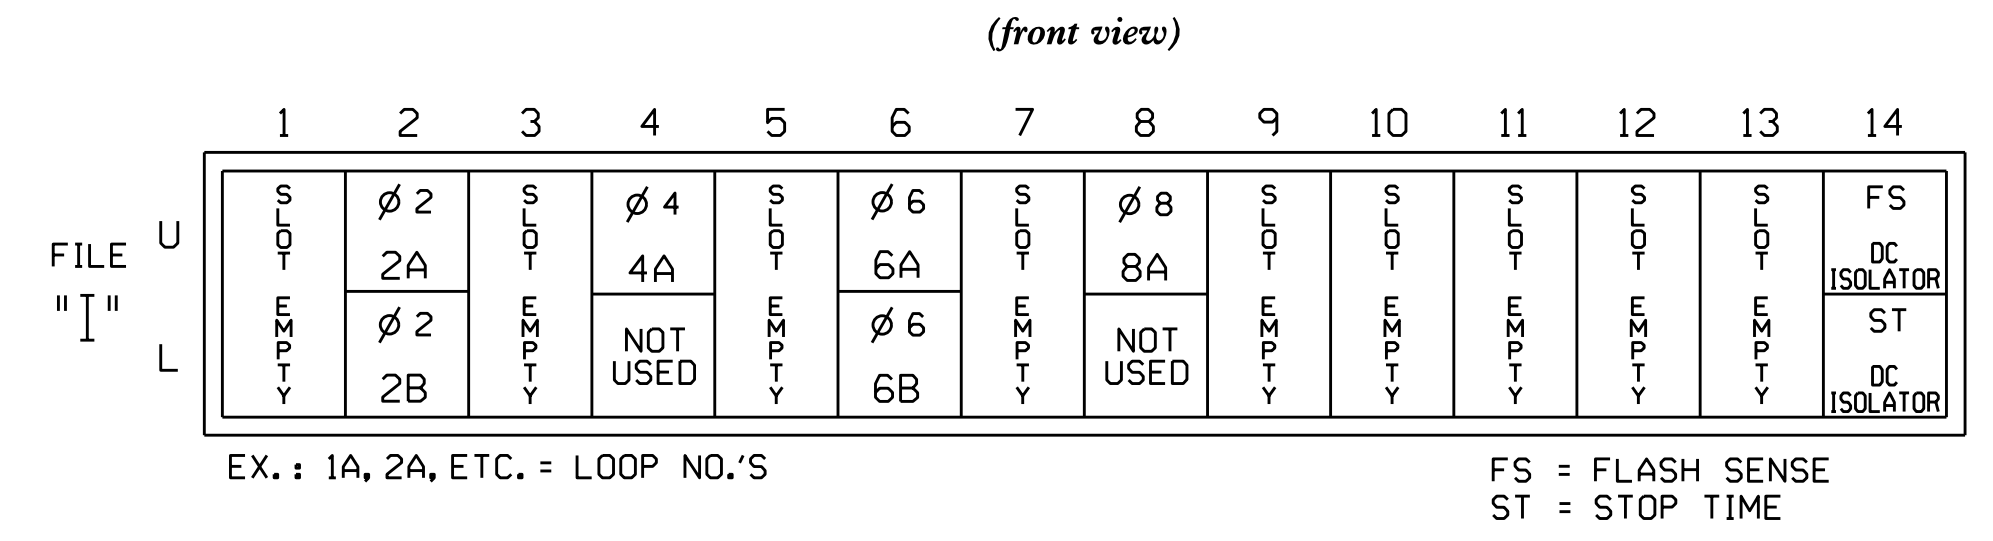 (front view)
1 2 3 4 5 6 7 8 9 10 11 12 13 14
FILE "I"
U
L
SLOT EMPTY
Ø 2
2A
Ø 2
2B
SLOT EMPTY
Ø 4
4A
NOT USED
SLOT EMPTY
Ø 6
6A
Ø 6
6B
SLOT EMPTY
Ø 8
8A
NOT USED
SLOT EMPTY
SLOT EMPTY
SLOT EMPTY
SLOT EMPTY
SLOT EMPTY
FS
DC
ISOLATOR
ST
DC
ISOLATOR
EX.: 1A, 2A, ETC. = LOOP NO.'S
FS = FLASH SENSE
ST = STOP TIME